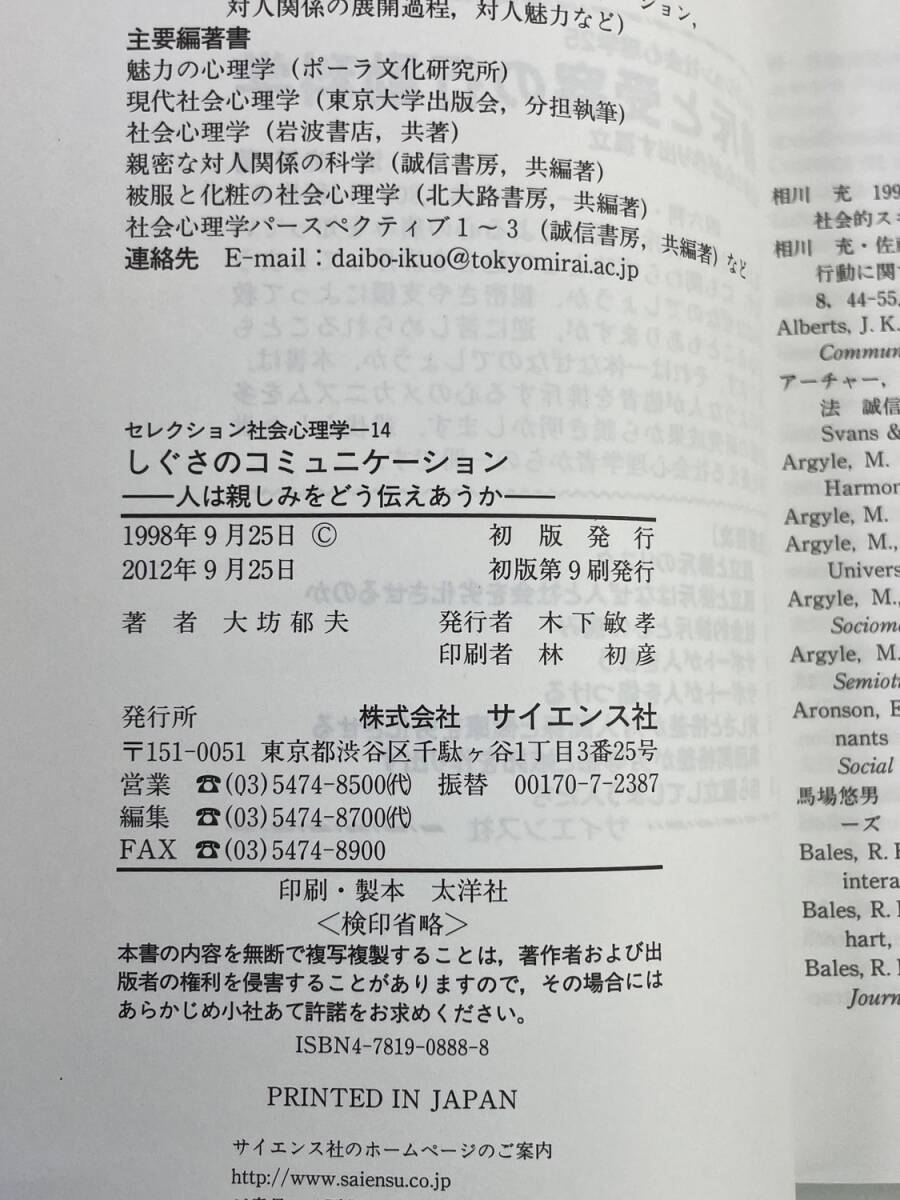 対人関係の展開過程，対人魅力など)
ション，
主要編著書
魅力の心理学（ポーラ文化研究所）
現代社会心理学（東京大学出版会，分担執筆）
社会心理学（岩波書店，共著）
親密な対人関係の科学（誠信書房，共編著）
被服と化粧の社会心理学（北大路書房，共編著）
社会心理学パースペクティブ1～3（誠信書房，共編著）など
連絡先 E-mail：daibo-ikuo@tokyomirai.ac.jp
セレクション社会心理学―14
しぐさのコミュニケーション
――人は親しみをどう伝えあうか――
1998年9月25日 © 初版発行
2012年9月25日 初版第9刷発行
著者 大坊郁夫 発行者 木下敏孝
印刷者 林 初彦
発行所 株式会社 サイエンス社
〒151-0051 東京都渋谷区千駄ヶ谷1丁目3番25号
営業 ☎(03)5474-8500㈹ 振替 00170-7-2387
編集 ☎(03)5474-8700㈹
FAX ☎(03)5474-8900
印刷・製本 太洋社
＜検印省略＞
本書の内容を無断で複写複製することは，著作者および出
版者の権利を侵害することがありますので，その場合には
あらかじめ小社あて許諾をお求めください。
ISBN4-7819-0888-8
PRINTED IN JAPAN
サイエンス社のホームページのご案内
http://www.saiensu.co.jp
相川 充 199
社会的スキ
相川 充・佐
行動に関
8, 44-55.
Alberts, J. K.
Commun
アーチャー，
法 誠信
Svans &
Argyle, M.
Harmon
Argyle, M.
Argyle, M.,
Univers
Argyle, M.,
Sociome
Argyle, M.
Semioti
Aronson, E
nants
Social
馬場悠男
ーズ
Bales, R. F
intera
Bales, R. F
hart,
Bales, R. F
Journ